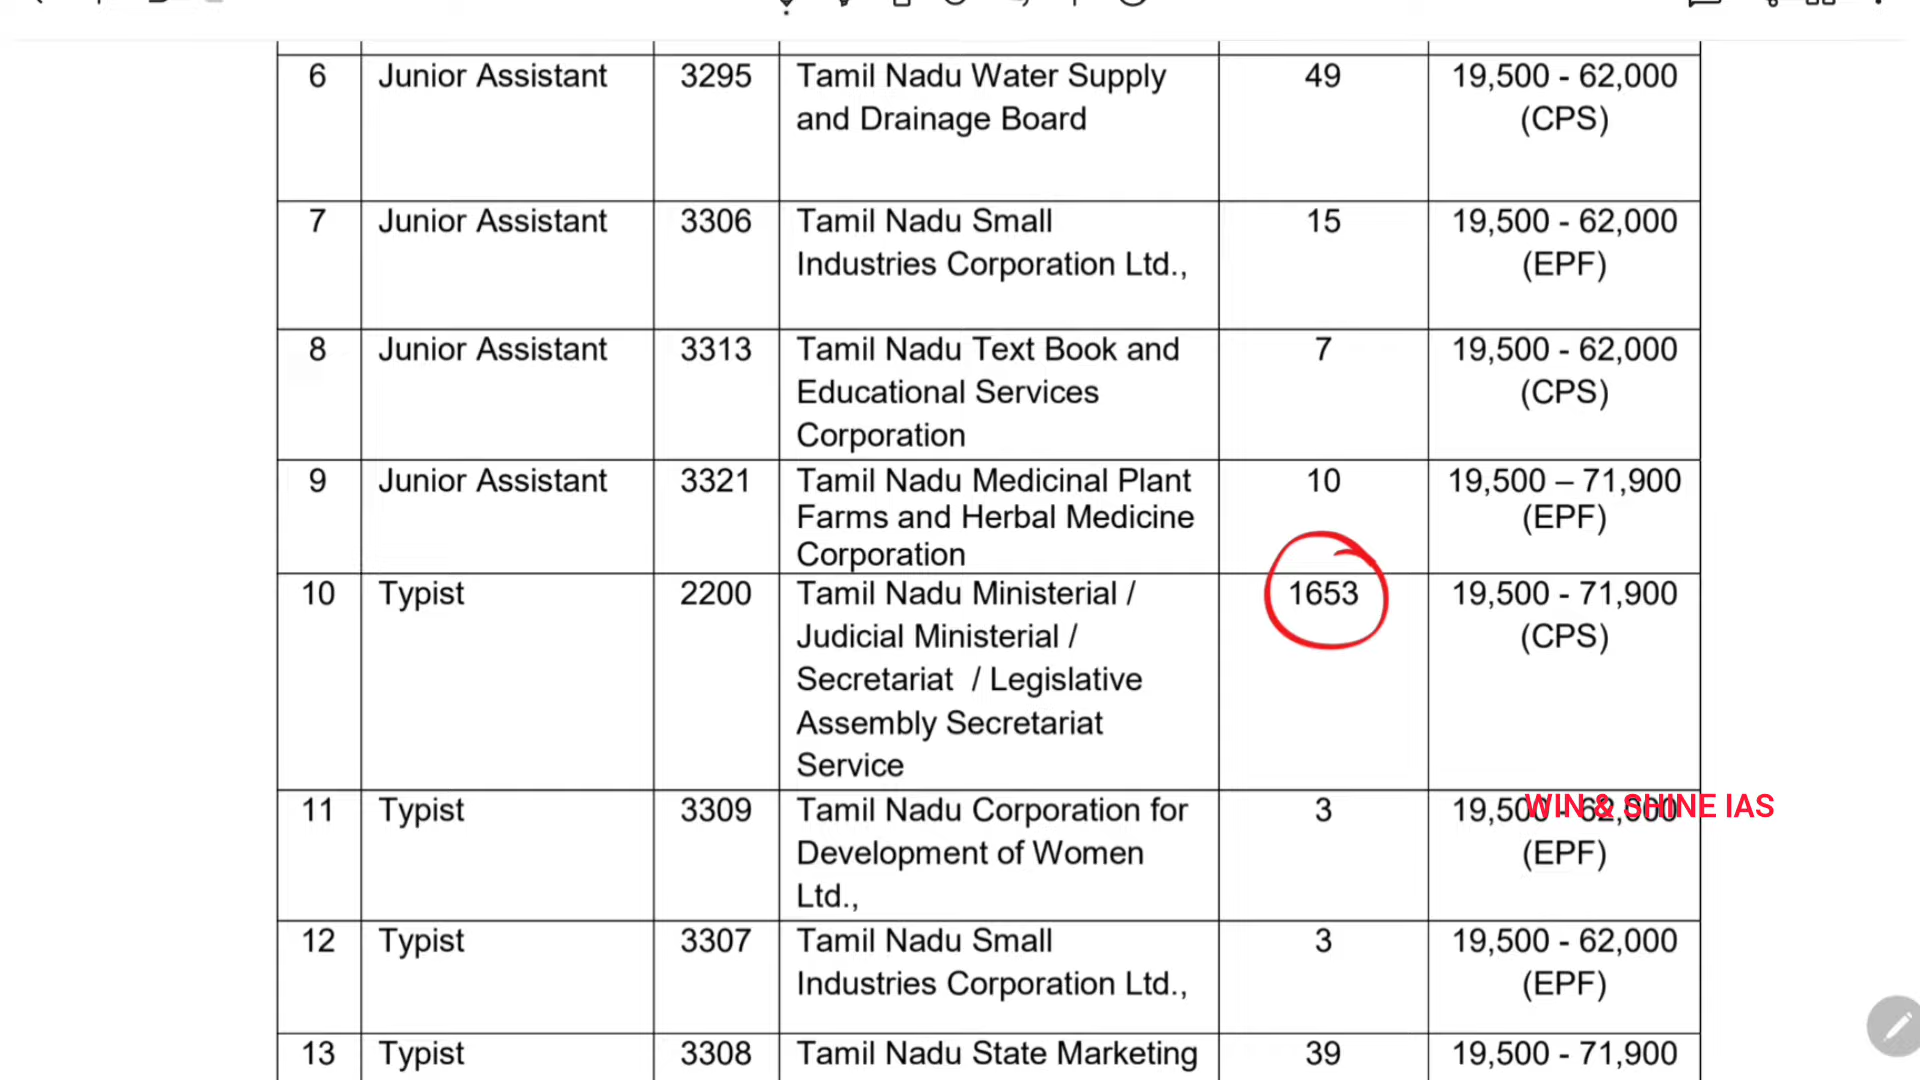 6 Junior Assistant 3295 Tamil Nadu Water Supply 49 19,500 - 62,000
and Drainage Board (CPS)
7 Junior Assistant 3306 Tamil Nadu Small 15 19,500 - 62,000
Industries Corporation Ltd., (EPF)
8 Junior Assistant 3313 Tamil Nadu Text Book and 7 19,500 - 62,000
Educational Services (CPS)
Corporation
9 Junior Assistant 3321 Tamil Nadu Medicinal Plant 10 19,500 – 71,900
Farms and Herbal Medicine (EPF)
Corporation
10 Typist 2200 Tamil Nadu Ministerial / 1653 19,500 - 71,900
Judicial Ministerial / (CPS)
Secretariat / Legislative
Assembly Secretariat
Service
11 Typist 3309 Tamil Nadu Corporation for 3 19,500 - 62,000
WIN & SHINE IAS
Development of Women (EPF)
Ltd.,
12 Typist 3307 Tamil Nadu Small 3 19,500 - 62,000
Industries Corporation Ltd., (EPF)
13 Typist 3308 Tamil Nadu State Marketing 39 19,500 - 71,900